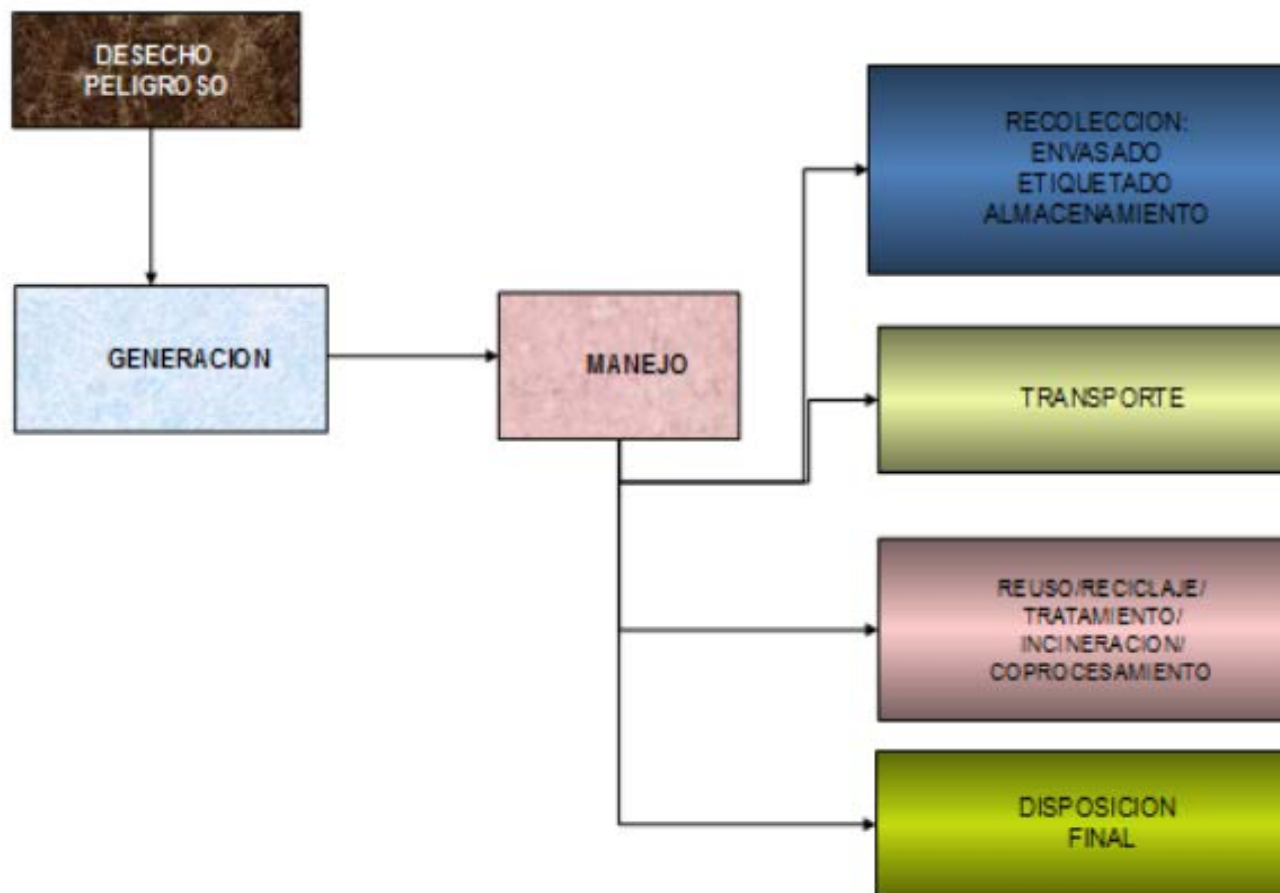 DESECHO
PELIGROSO
GENERACION
MANEJO
RECOLECCION:
ENVASADO
ETIQUETADO
ALMACENAMIENTO
TRANSPORTE
REUSO/RECICLAJE/
TRATAMIENTO/
INCINERACION/
COPROCESAMIENTO
DISPOSICION
FINAL